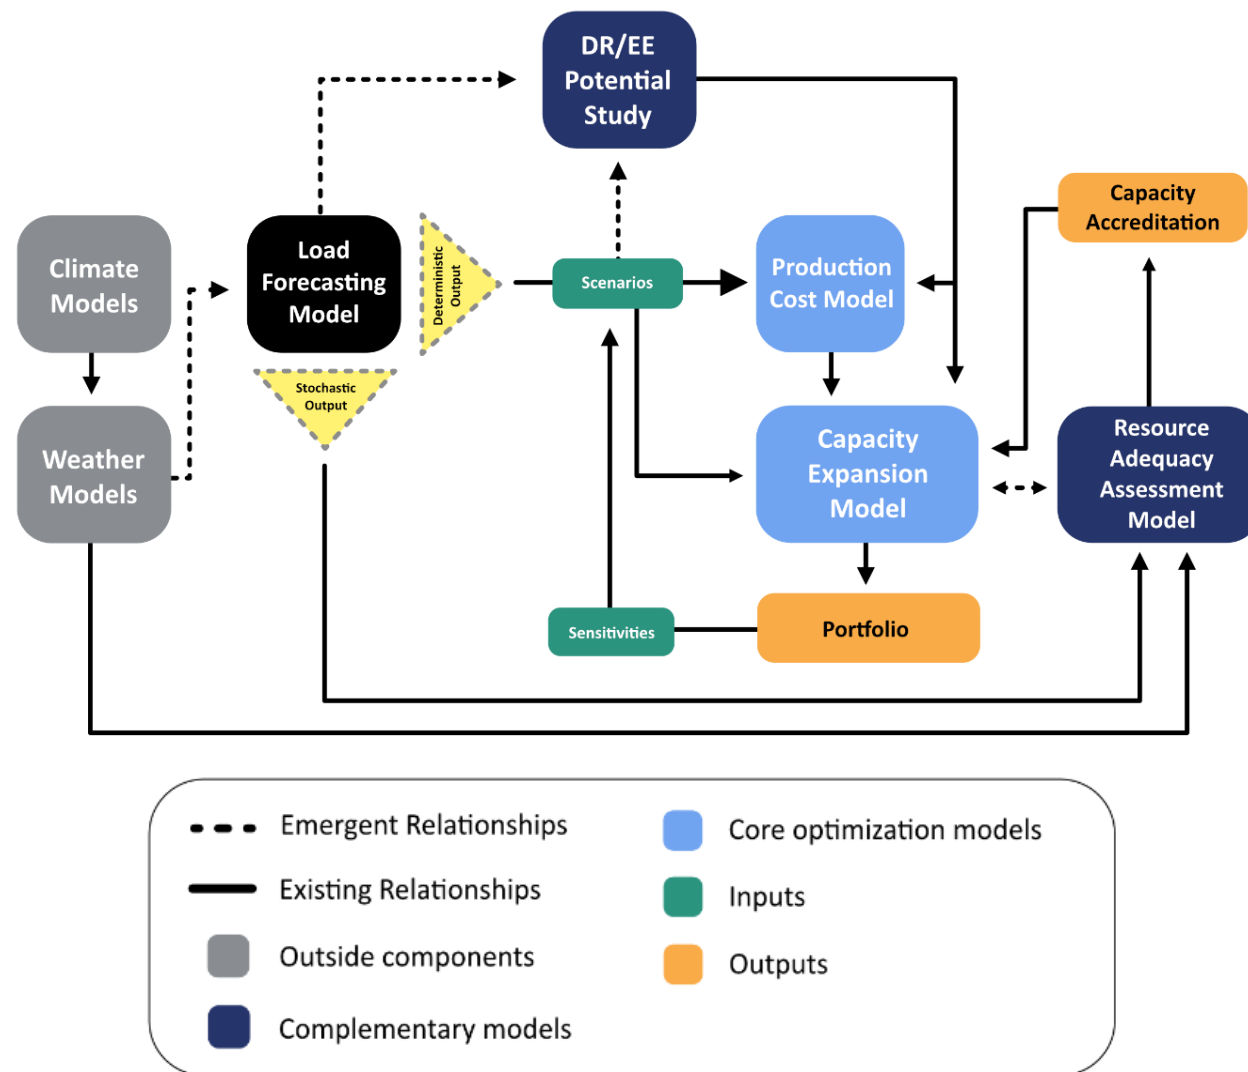 DR/EE
Potential
Study
Capacity
Accreditation
Climate
Models
Load
Forecasting
Model
Deterministic
Output
Scenarios
Production
Cost Model
Stochastic
Output
Weather
Models
Capacity
Expansion
Model
Resource
Adequacy
Assessment
Model
Sensitivities
Portfolio
Emergent Relationships
Existing Relationships
Outside components
Complementary models
Core optimization models
Inputs
Outputs